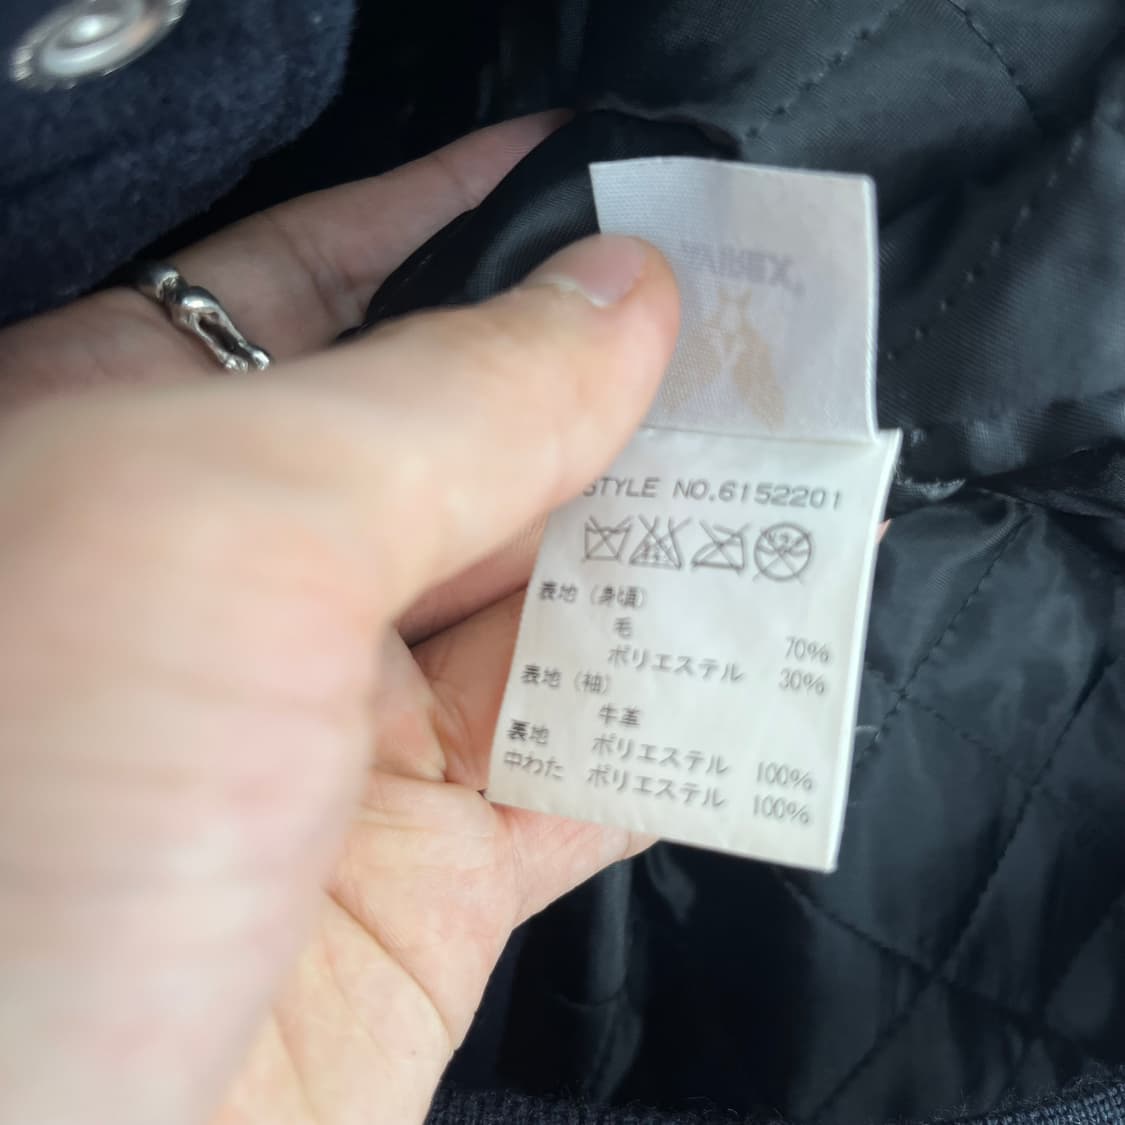 AVIREX
STYLE NO.6152201
表地 (身頃)
毛 70%
ポリエステル 30%
表地 (袖)
牛革
裏地 ポリエステル 100%
中わた ポリエステル 100%